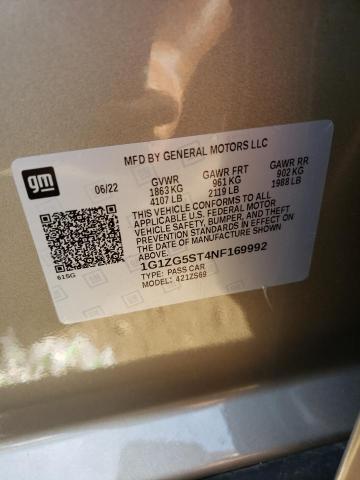 MFD BY GENERAL MOTORS LLC
gm
06/22 GVWR GAWR FRT GAWR RR
1863 KG 961 KG 902 KG
4107 LB 2119 LB 1988 LB
THIS VEHICLE CONFORMS TO ALL
APPLICABLE U.S. FEDERAL MOTOR
VEHICLE SAFETY, BUMPER, AND THEFT
PREVENTION STANDARDS IN EFFECT
ON THE DATE OF MANUFACTURE SHOWN
ABOVE.
1G1ZG5ST4NF169992
TYPE: PASS CAR
MODEL: 421ZS69
61SG